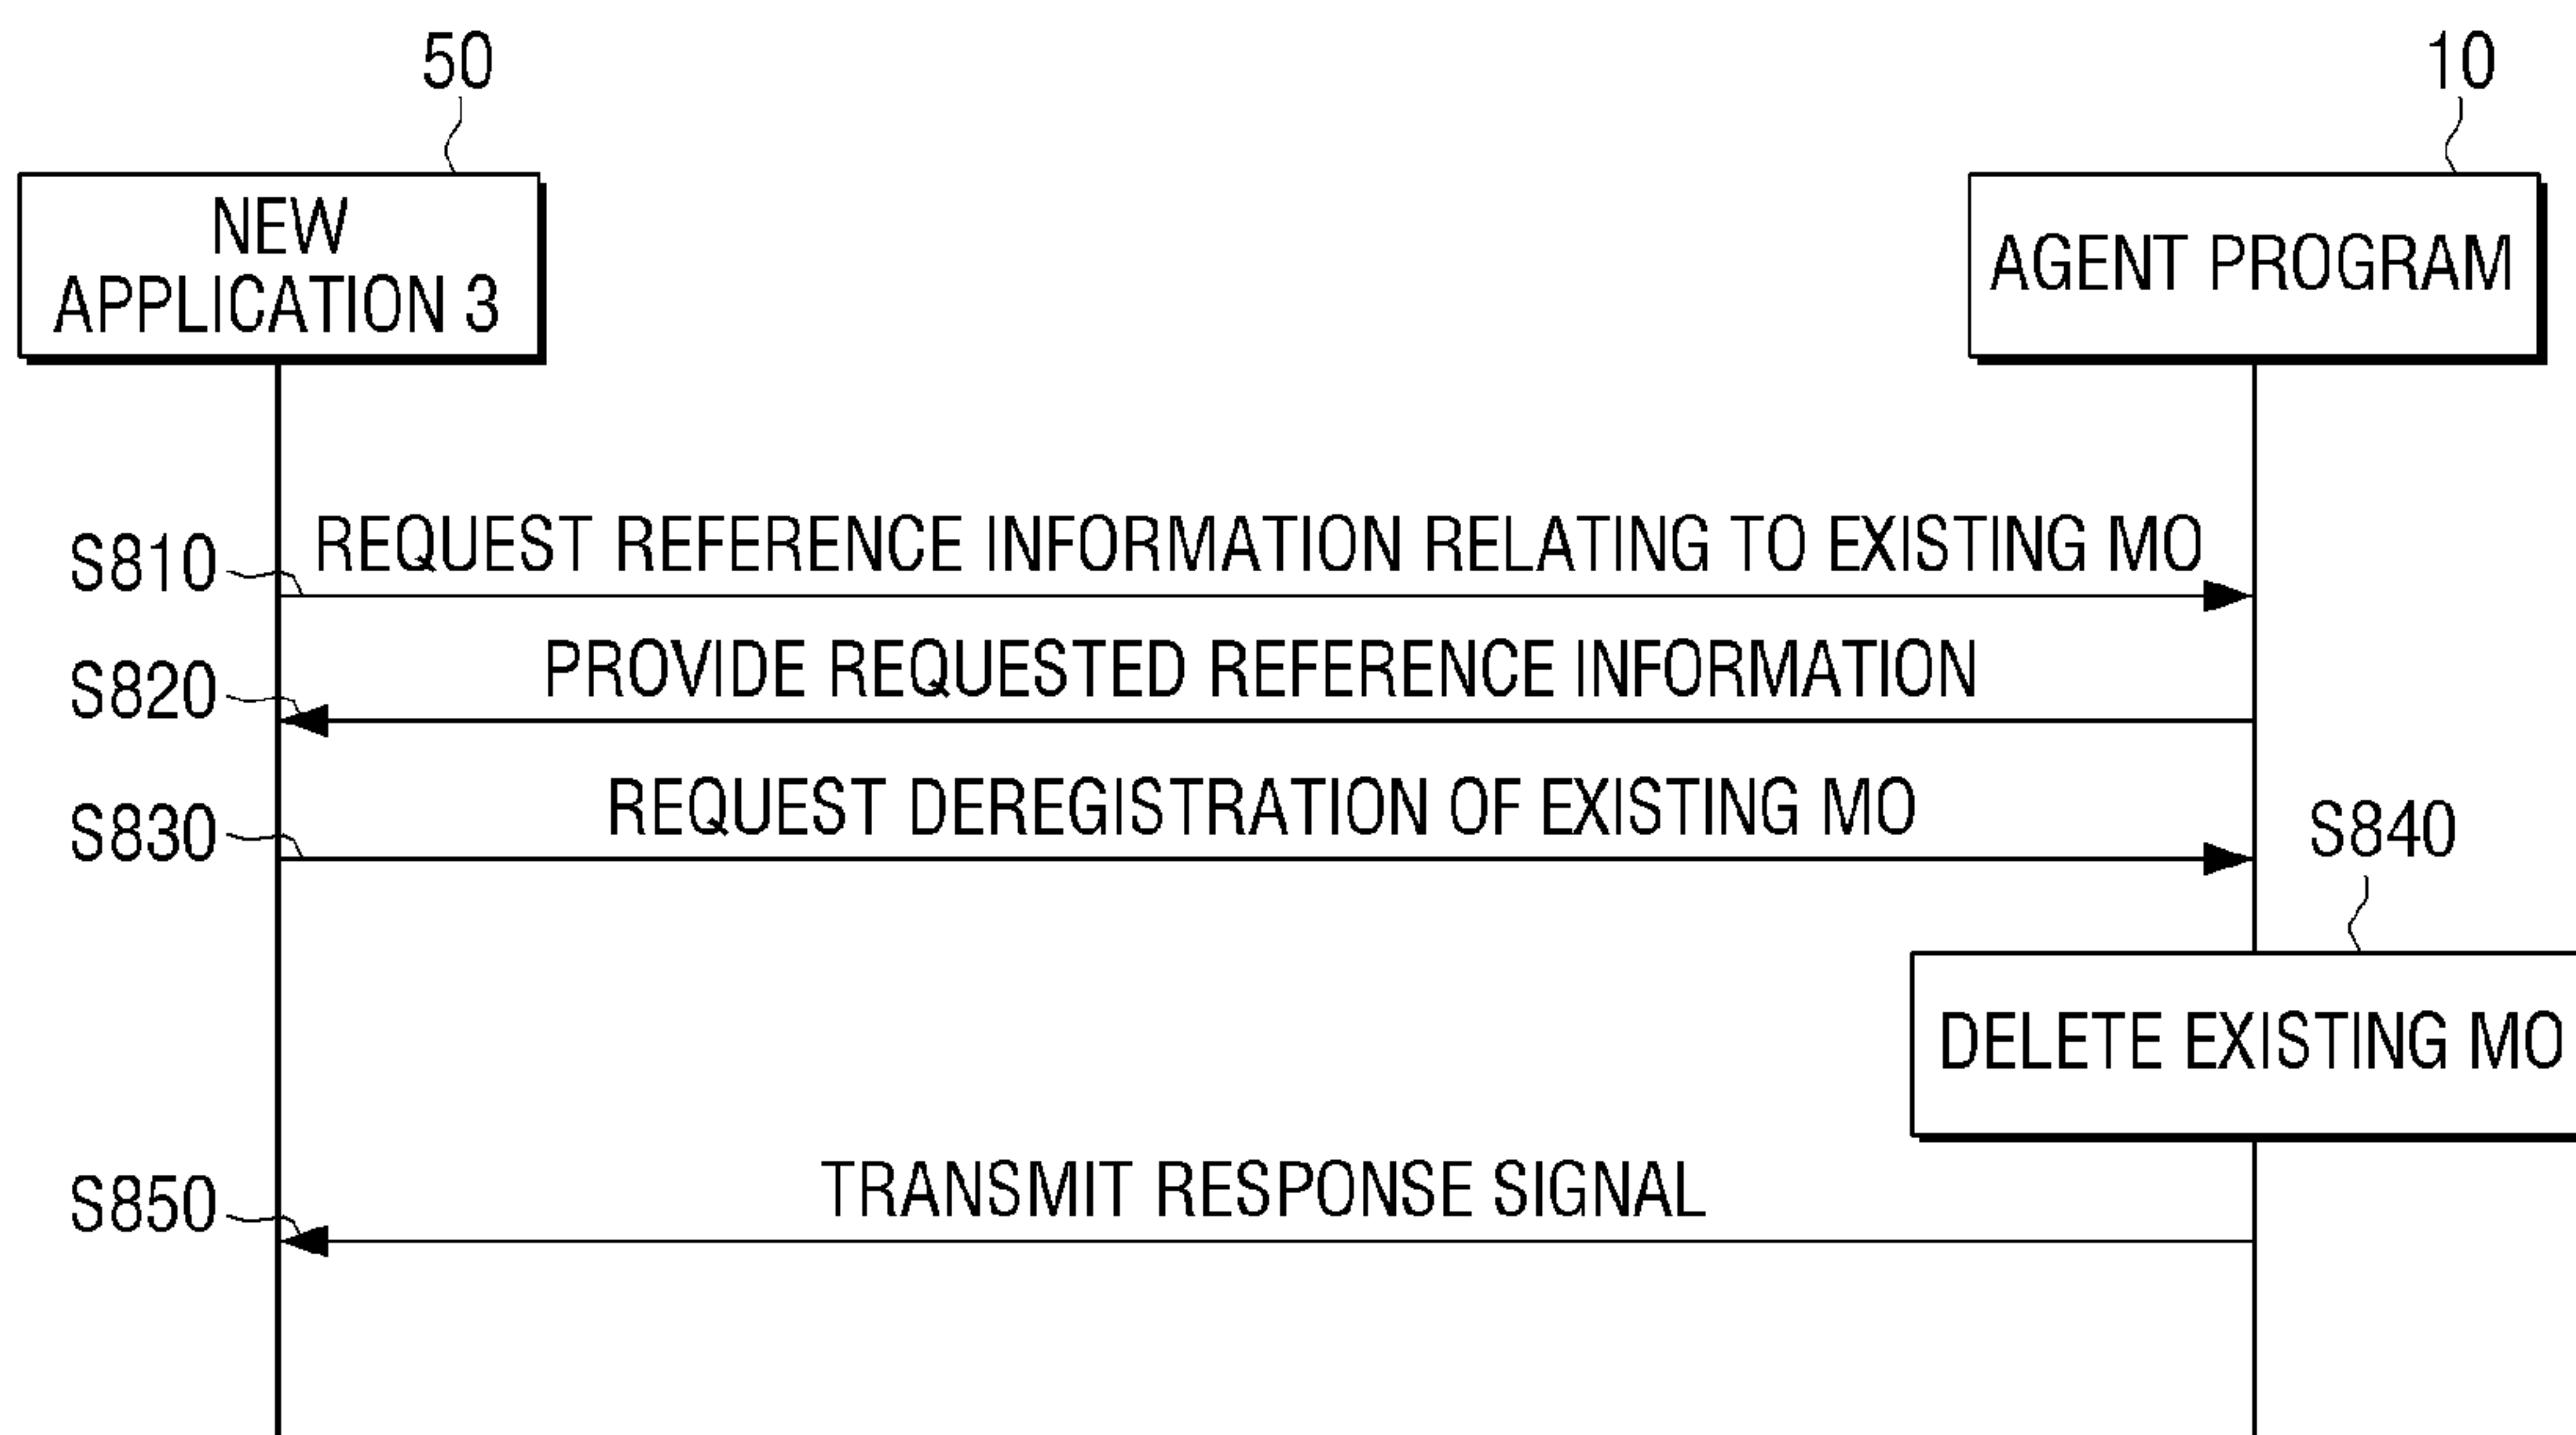 50
10
NEW
APPLICATION 3
AGENT PROGRAM
S810
REQUEST REFERENCE INFORMATION RELATING TO EXISTING MO
S820
PROVIDE REQUESTED REFERENCE INFORMATION
S830
REQUEST DEREGISTRATION OF EXISTING MO
S840
DELETE EXISTING MO
S850
TRANSMIT RESPONSE SIGNAL